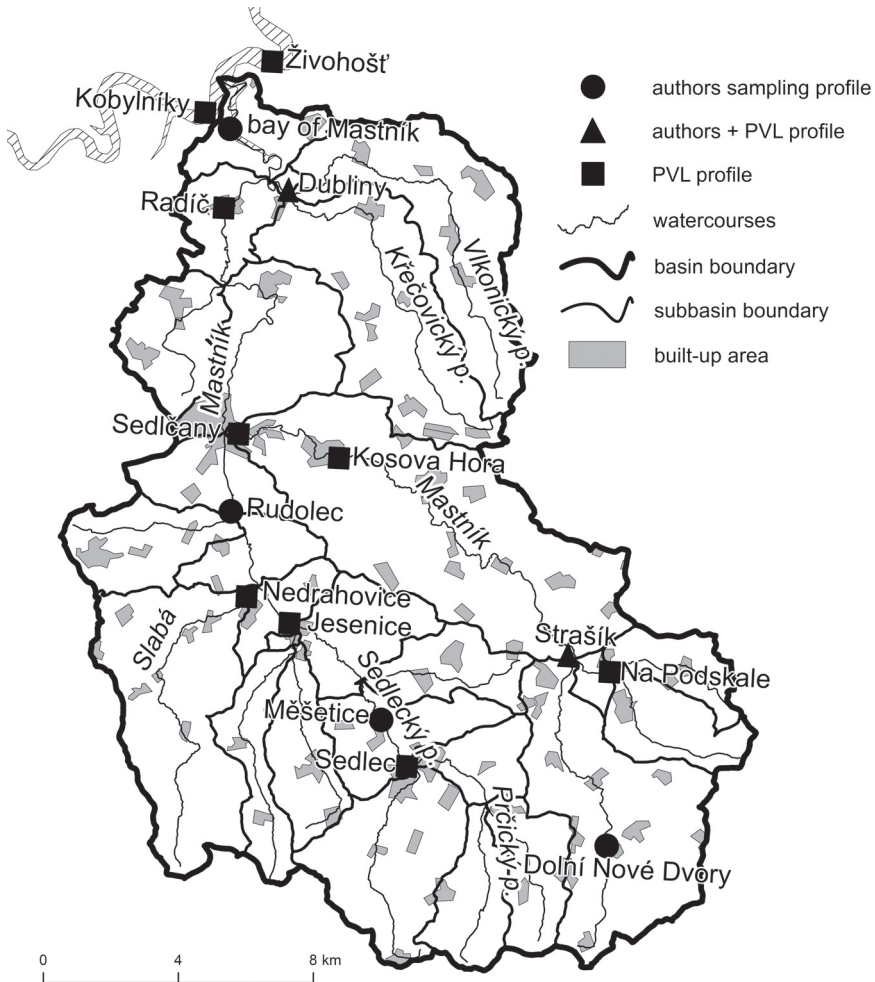 Živohošť
Kobylníky
bay of Mastník
Radíč
Dubliny
Křečovický p.
Vlkonický p.
Mastník
Sedlčany
Kosova Hora
Mastník
Rudolec
Nedrahovice
Jesenice
Slabá
Strašík
Na Podskale
Sedlecký p.
Měšetice
Sedlec
Prčický p.
Dolní Nové Dvory
authors sampling profile
authors + PVL profile
PVL profile
watercourses
basin boundary
subbasin boundary
built-up area
0 4 8 km